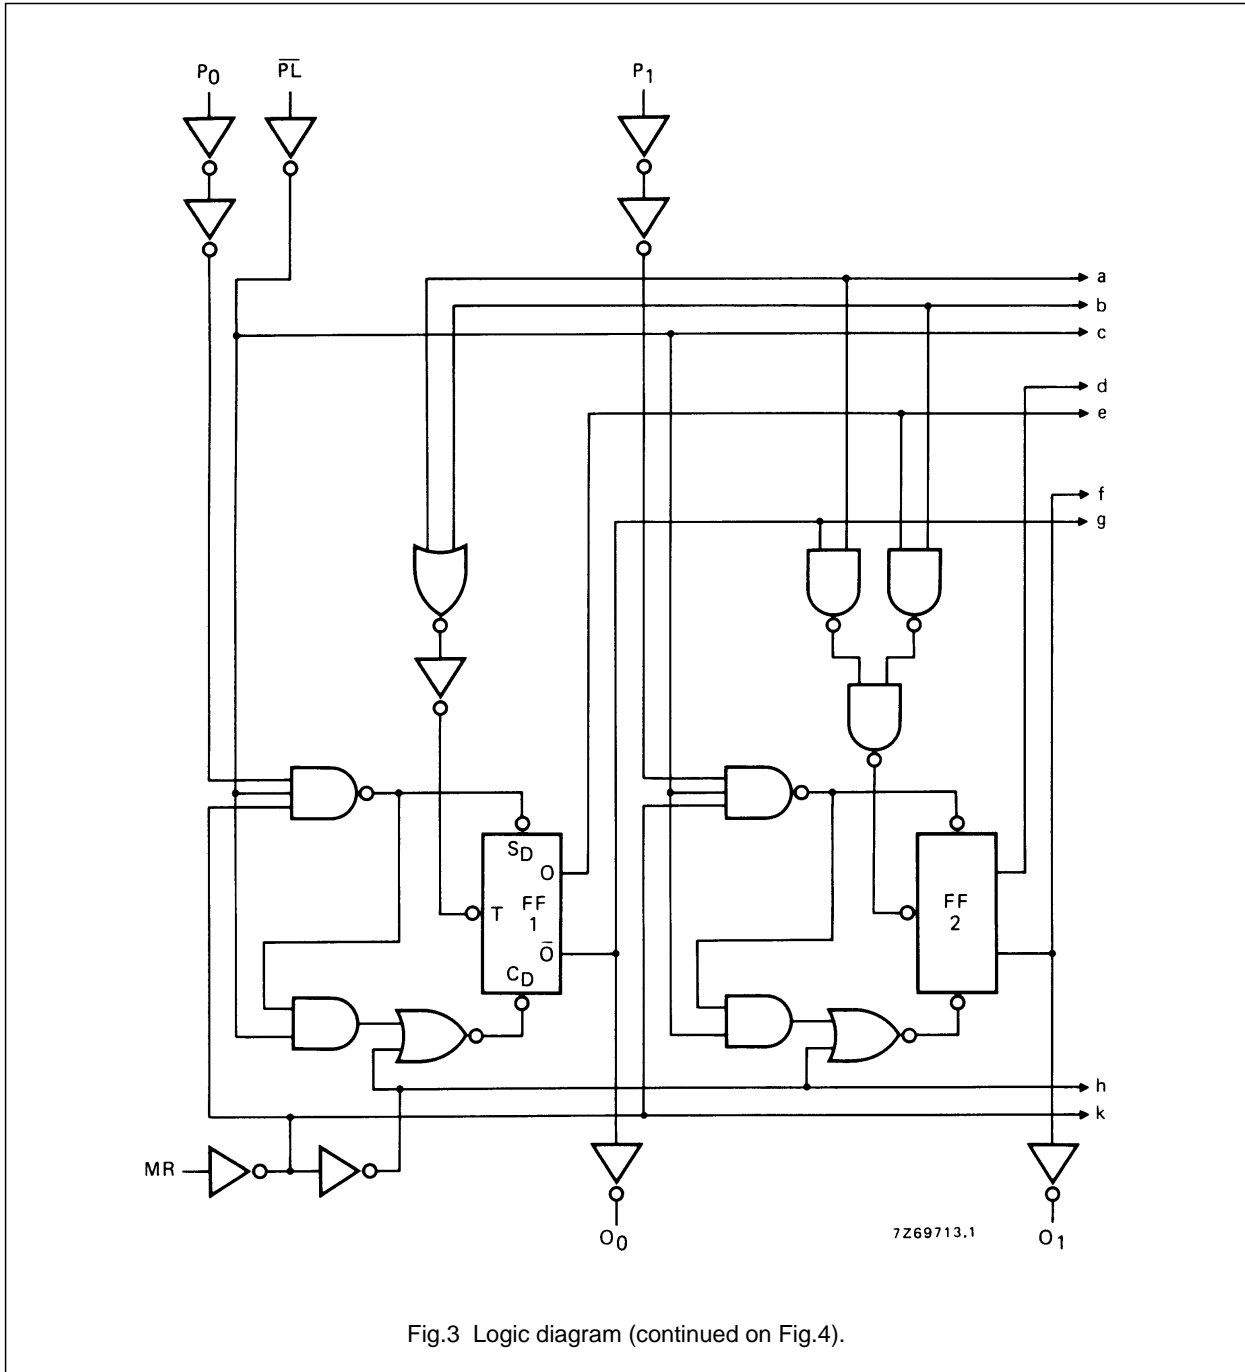 P0
P̅L̅
P1
a
b
c
d
e
f
g
SD
O
T
FF
1
O̅
CD
FF
2
h
k
MR
O0
7Z69713.1
O1
Fig.3 Logic diagram (continued on Fig.4).